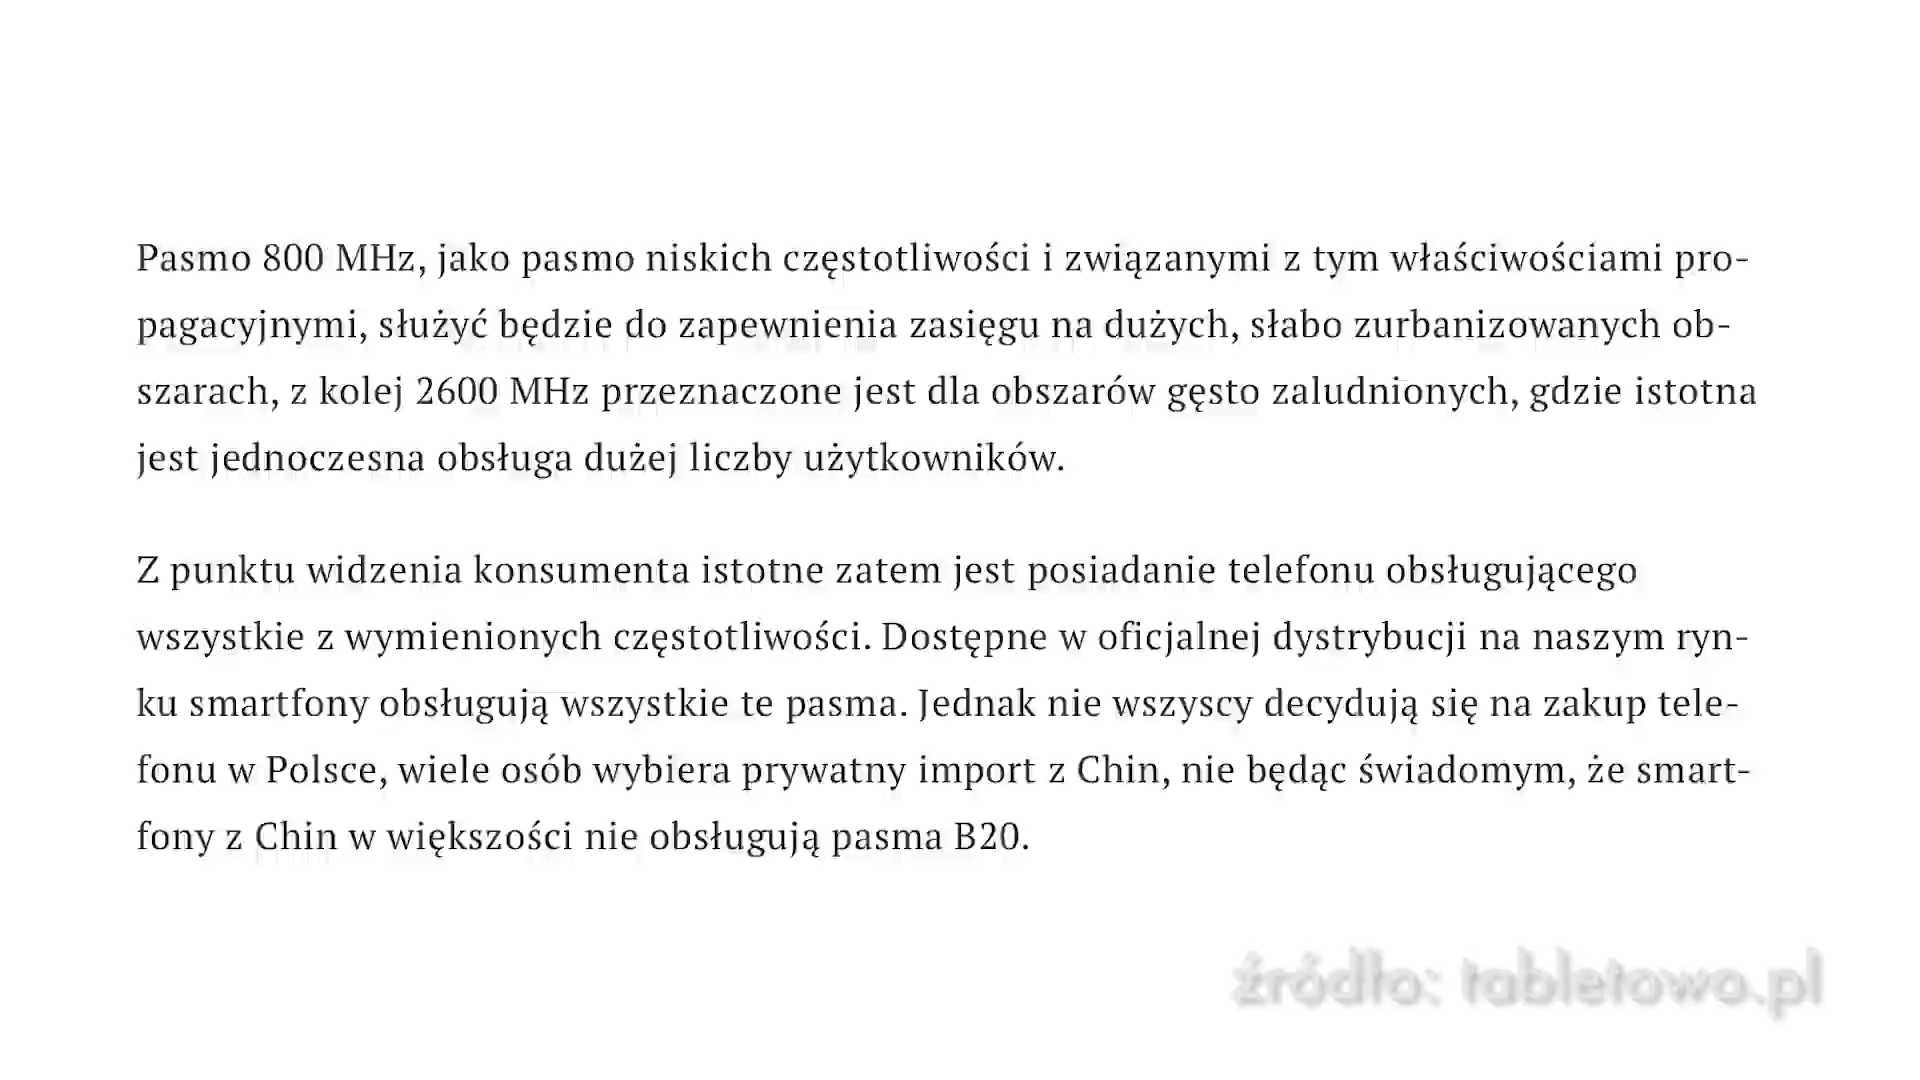 Pasmo 800 MHz, jako pasmo niskich częstotliwości i związanymi z tym właściwościami pro-
pagacyjnymi, służyć będzie do zapewnienia zasięgu na dużych, słabo zurbanizowanych ob-
szarach, z kolej 2600 MHz przeznaczone jest dla obszarów gęsto zaludnionych, gdzie istotna
jest jednoczesna obsługa dużej liczby użytkowników.
Z punktu widzenia konsumenta istotne zatem jest posiadanie telefonu obsługującego
wszystkie z wymienionych częstotliwości. Dostępne w oficjalnej dystrybucji na naszym ryn-
ku smartfony obsługują wszystkie te pasma. Jednak nie wszyscy decydują się na zakup tele-
fonu w Polsce, wiele osób wybiera prywatny import z Chin, nie będąc świadomym, że smart-
fony z Chin w większości nie obsługują pasma B20.
źródło: tabletowo.pl